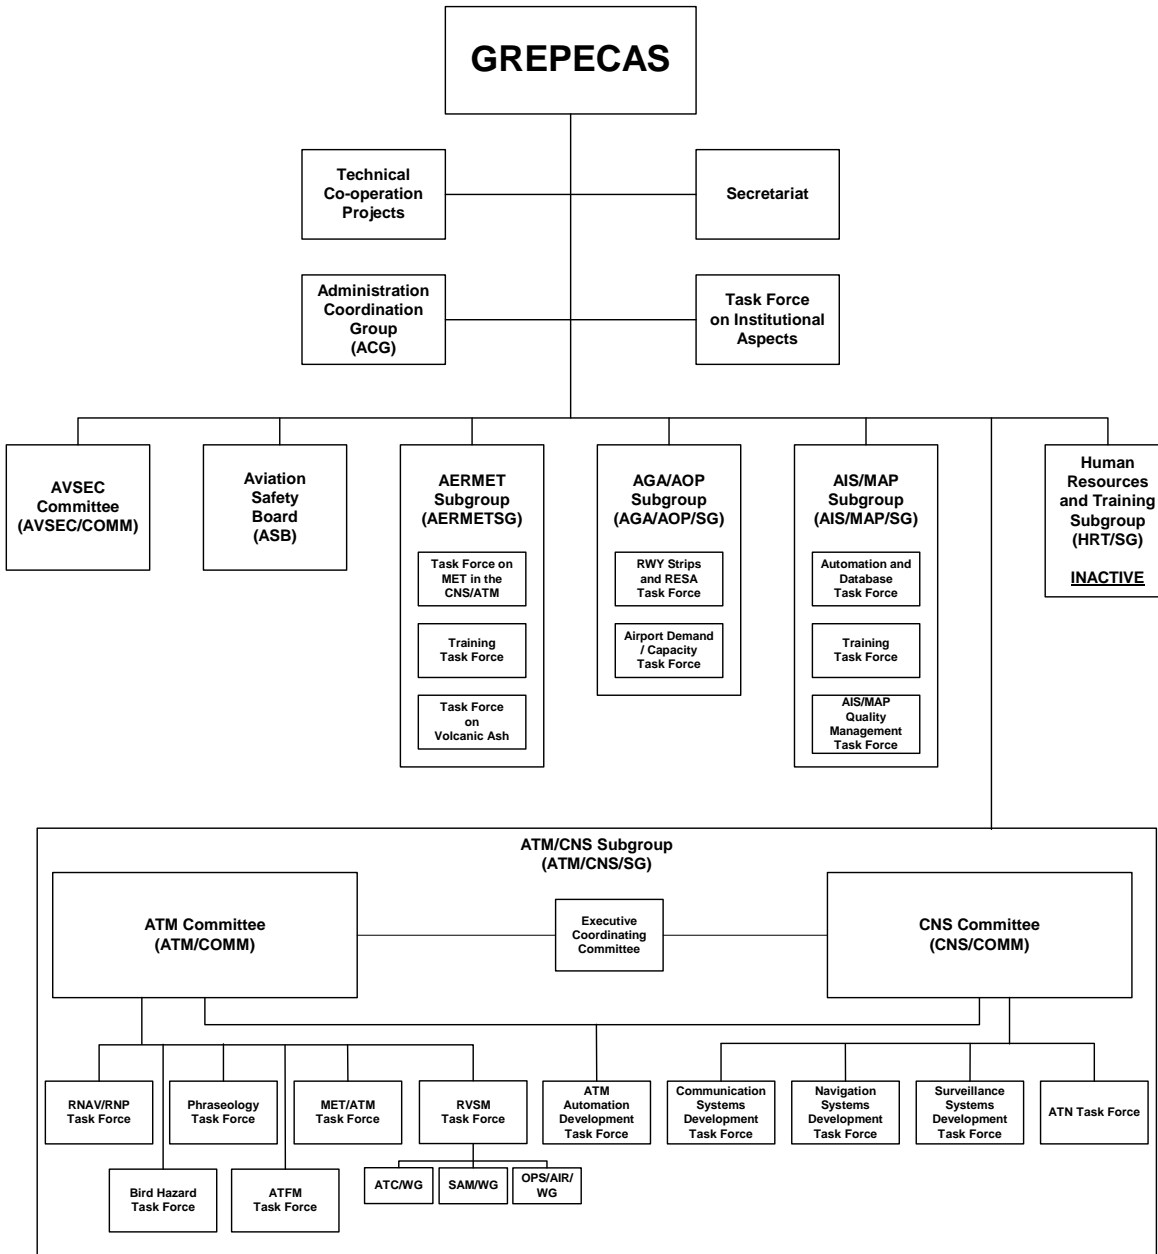 GREPECAS
Technical
Co-operation
Projects
Secretariat
Administration
Coordination
Group
(ACG)
Task Force
on Institutional
Aspects
AVSEC
Committee
(AVSEC/COMM)
Aviation
Safety
Board
(ASB)
AERMET
Subgroup
(AERMETSG)
Task Force on
MET in the
CNS/ATM
Training
Task Force
Task Force
on
Volcanic Ash
AGA/AOP
Subgroup
(AGA/AOP/SG)
RWY Strips
and RESA
Task Force
Airport Demand
/ Capacity
Task Force
AIS/MAP
Subgroup
(AIS/MAP/SG)
Automation and
Database
Task Force
Training
Task Force
AIS/MAP
Quality
Management
Task Force
Human
Resources
and Training
Subgroup
(HRT/SG)
INACTIVE
ATM/CNS Subgroup
(ATM/CNS/SG)
ATM Committee
(ATM/COMM)
Executive
Coordinating
Committee
CNS Committee
(CNS/COMM)
RNAV/RNP
Task Force
Phraseology
Task Force
MET/ATM
Task Force
RVSM
Task Force
ATM
Automation
Development
Task Force
Communication
Systems
Development
Task Force
Navigation
Systems
Development
Task Force
Surveillance
Systems
Development
Task Force
ATN Task Force
Bird Hazard
Task Force
ATFM
Task Force
ATC/WG
SAM/WG
OPS/AIR/
WG